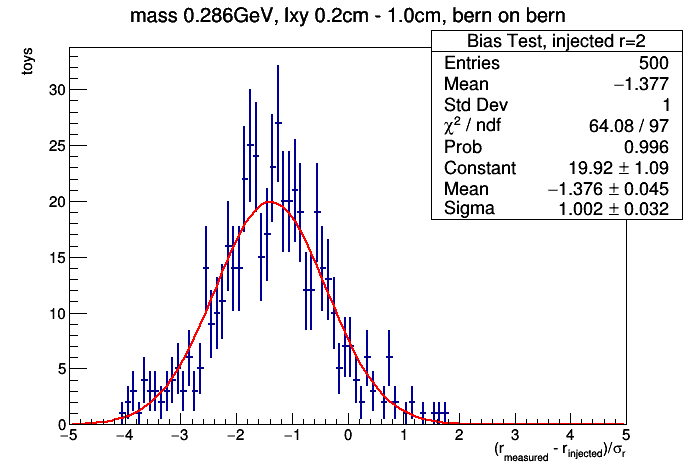 mass 0.286GeV, lxy 0.2cm - 1.0cm, bern on bern
toys
Bias Test, injected r=2
Entries 500
Mean −1.377
Std Dev 1
χ² / ndf 64.08 / 97
Prob 0.996
Constant 19.92 ± 1.09
Mean −1.376 ± 0.045
Sigma 1.002 ± 0.032
30
25
20
15
10
5
0
−5 −4 −3 −2 −1 0 1 2 3 4 5
(r_measured - r_injected)/σ_r